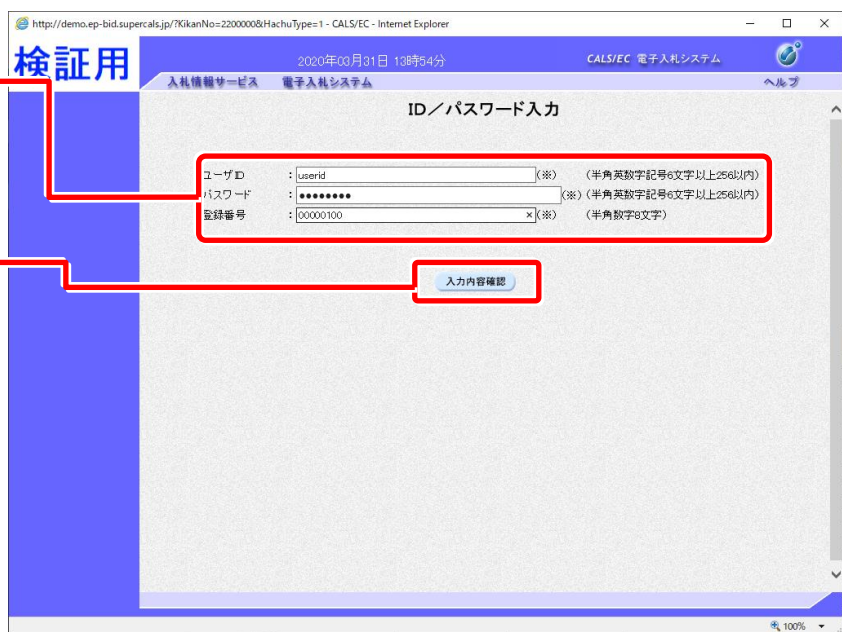 http://demo.ep-bid.supercals.jp/?KikanNo=2200000&HachuType=1 - CALS/EC - Internet Explorer
検証用
2020年03月31日 13時54分
CALS/EC 電子入札システム
入札情報サービス 電子入札システム
ヘルプ
ID／パスワード入力
ユーザID : userid (※) (半角英数字記号6文字以上256以内)
パスワード : ●●●●●●●● (※) (半角英数字記号6文字以上256以内)
登録番号 : 00000100 × (※) (半角数字8文字)
入力内容確認
100%